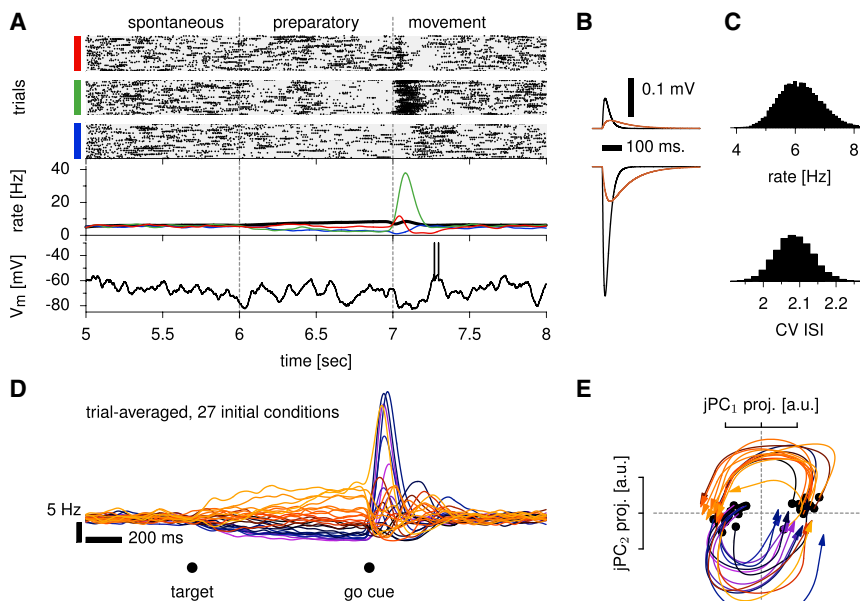 A
spontaneous preparatory movement
trials
rate [Hz]
40
20
0
Vm [mV]
-40
-60
-80
5 5.5 6 6.5 7 7.5 8
time [sec]
B
0.1 mV
100 ms.
C
4 6 8
rate [Hz]
2 2.1 2.2
CV ISI
D
trial-averaged, 27 initial conditions
5 Hz
200 ms
target go cue
E
jPC1 proj. [a.u.]
jPC2 proj. [a.u.]